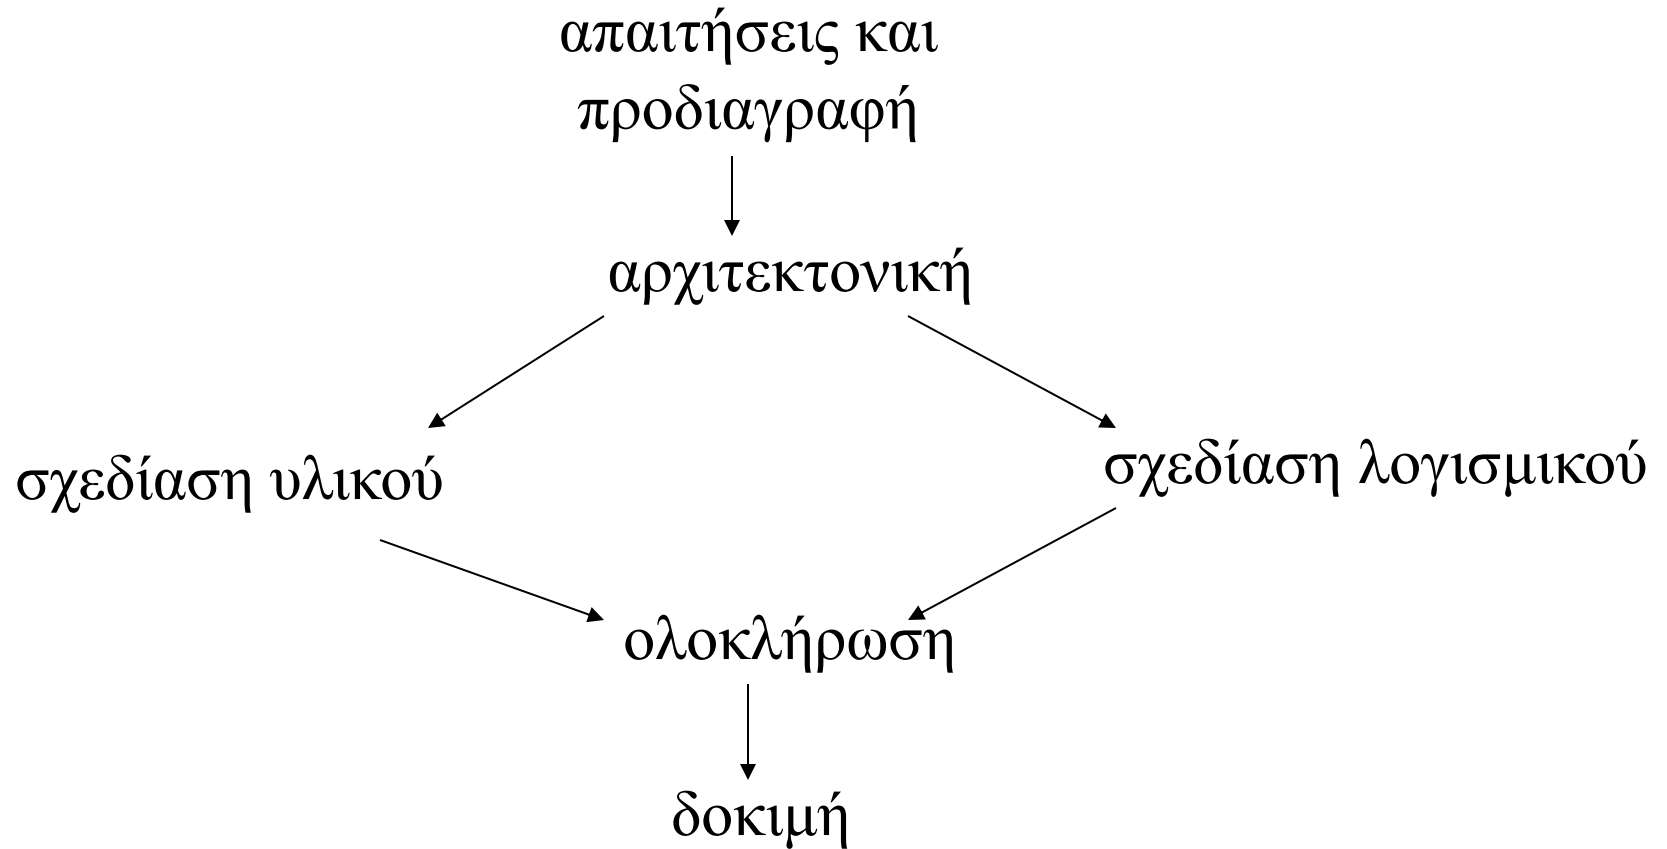 απαιτήσεις και
προδιαγραφή
αρχιτεκτονική
σχεδίαση υλικού
σχεδίαση λογισμικού
ολοκλήρωση
δοκιμή